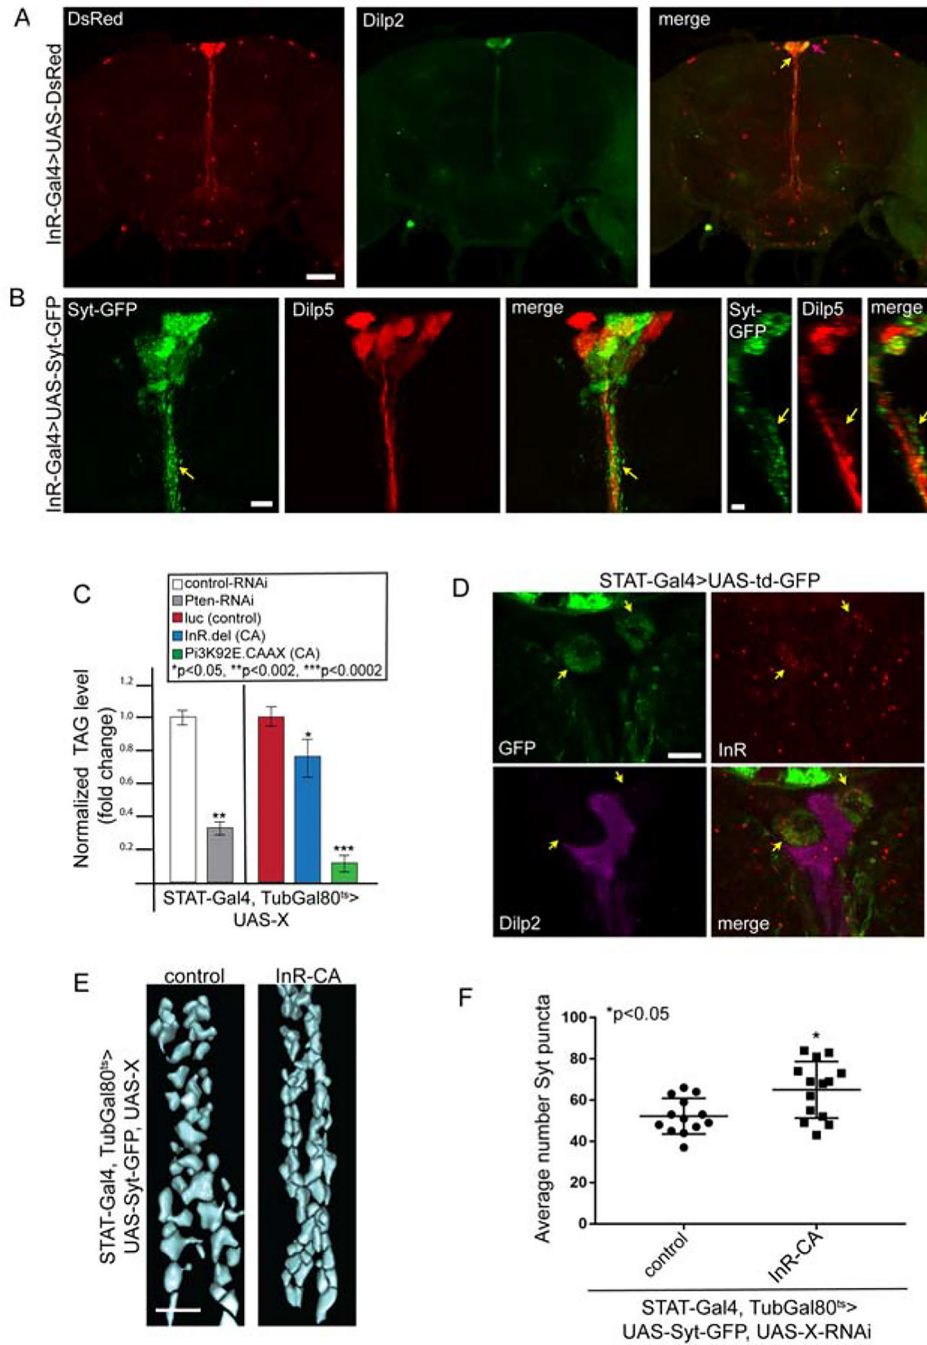 A
DsRed
Dilp2
merge
InR-Gal4>UAS-DsRed
B
Syt-GFP
Dilp5
merge
Syt-
GFP
Dilp5
merge
InR-Gal4>UAS-Syt-GFP
C
control-RNAi
Pten-RNAi
luc (control)
InR.del (CA)
Pi3K92E.CAAX (CA)
*p<0.05, **p<0.002, ***p<0.0002
Normalized TAG level
(fold change)
1.2
1.0
0.8
0.6
0.4
0.2
**
*
***
STAT-Gal4, TubGal80ts>
UAS-X
D
STAT-Gal4>UAS-td-GFP
GFP
InR
Dilp2
merge
E
control
InR-CA
STAT-Gal4, TubGal80ts>
UAS-Syt-GFP, UAS-X
F
*p<0.05
*
Average number Syt puncta
100
80
60
40
20
0
control
InR-CA
STAT-Gal4, TubGal80ts>
UAS-Syt-GFP, UAS-X-RNAi